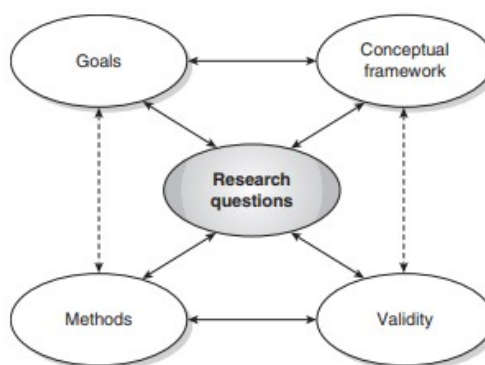 Goals
Conceptual
framework
Research
questions
Methods
Validity